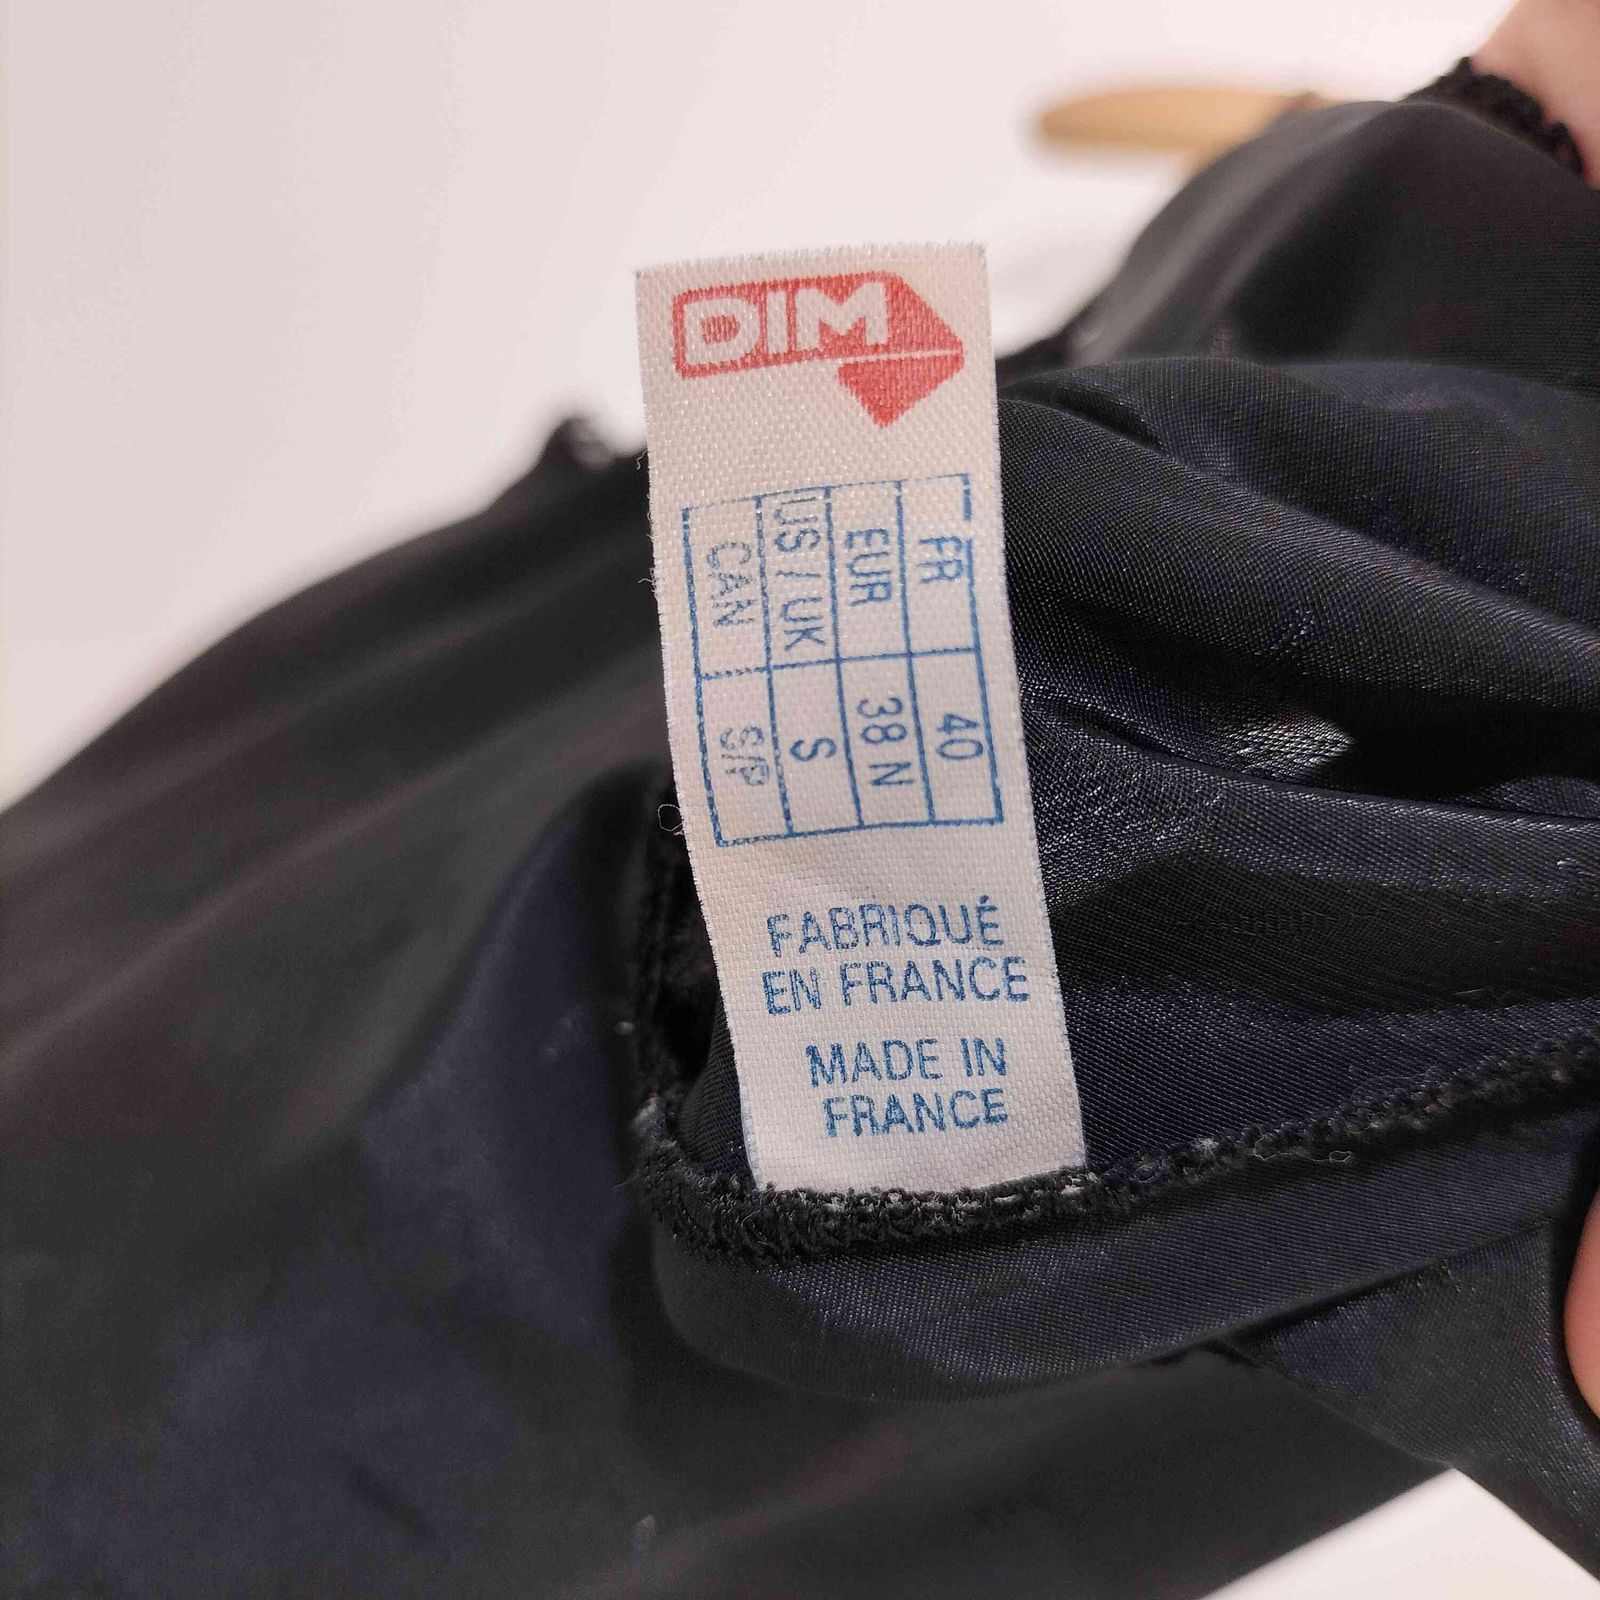 DIM
FR 40
EUR 38 N
US / UK S
CAN S/P
FABRIQUÉ
EN FRANCE
MADE IN
FRANCE